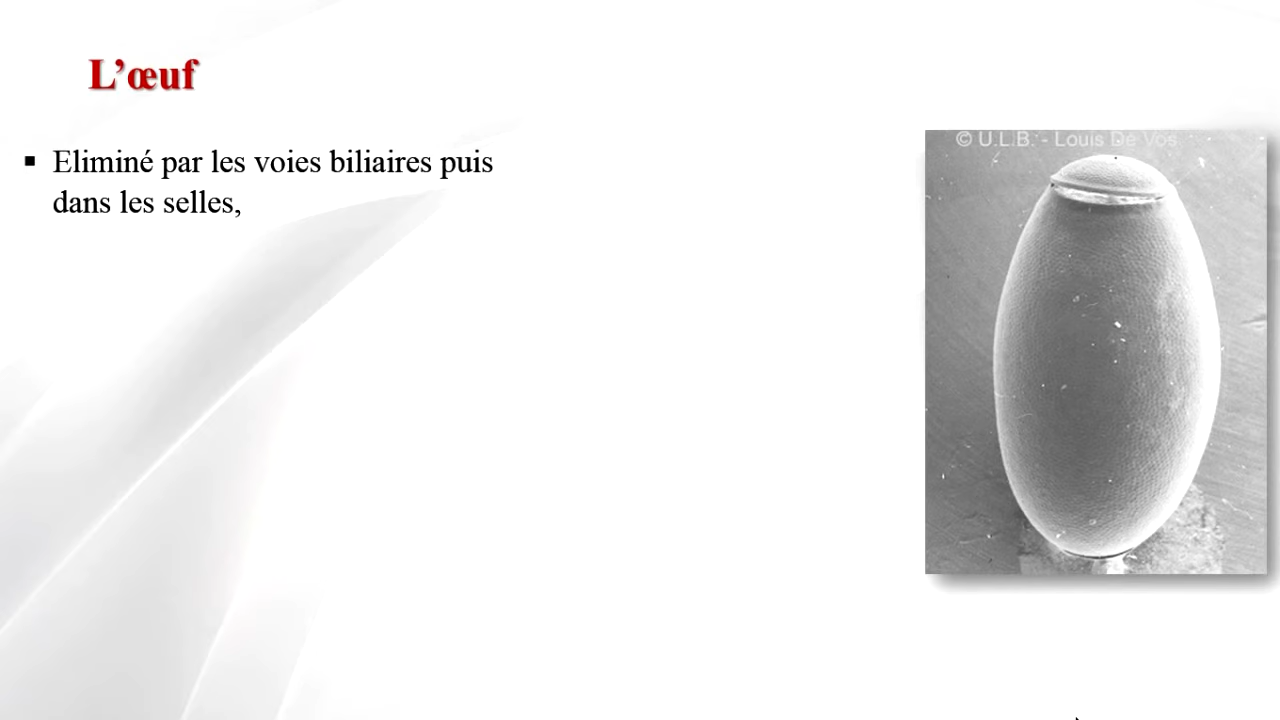 L’œuf
© U.L.B. - Louis De Vos
▪ Eliminé par les voies biliaires puis
dans les selles,